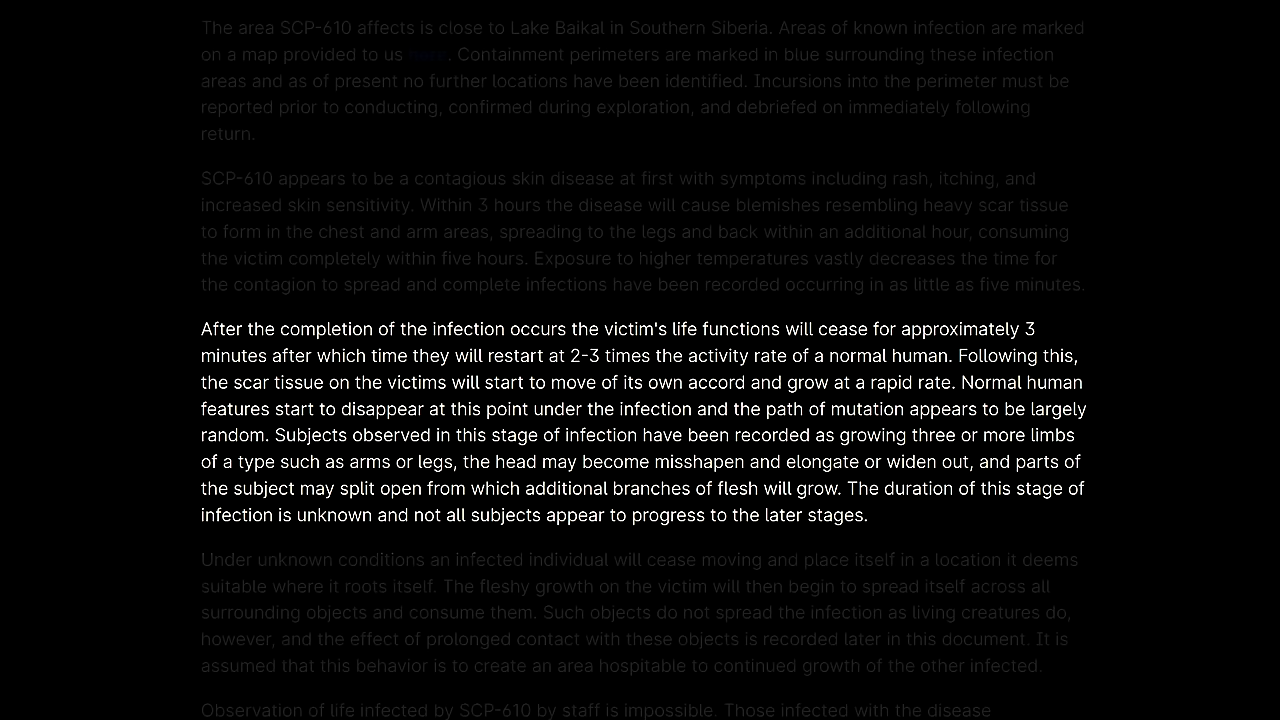 The area SCP-610 affects is close to Lake Baikal in Southern Siberia. Areas of known infection are marked
on a map provided to us here. Containment perimeters are marked in blue surrounding these infection
areas and as of present no further locations have been identified. Incursions into the perimeter must be
reported prior to conducting, confirmed during exploration, and debriefed on immediately following
return.
SCP-610 appears to be a contagious skin disease at first with symptoms including rash, itching, and
increased skin sensitivity. Within 3 hours the disease will cause blemishes resembling heavy scar tissue
to form in the chest and arm areas, spreading to the legs and back within an additional hour, consuming
the victim completely within five hours. Exposure to higher temperatures vastly decreases the time for
the contagion to spread and complete infections have been recorded occurring in as little as five minutes.
After the completion of the infection occurs the victim's life functions will cease for approximately 3
minutes after which time they will restart at 2-3 times the activity rate of a normal human. Following this,
the scar tissue on the victims will start to move of its own accord and grow at a rapid rate. Normal human
features start to disappear at this point under the infection and the path of mutation appears to be largely
random. Subjects observed in this stage of infection have been recorded as growing three or more limbs
of a type such as arms or legs, the head may become misshapen and elongate or widen out, and parts of
the subject may split open from which additional branches of flesh will grow. The duration of this stage of
infection is unknown and not all subjects appear to progress to the later stages.
Under unknown conditions an infected individual will cease moving and place itself in a location it deems
suitable where it roots itself. The fleshy growth on the victim will then begin to spread itself across all
surrounding objects and consume them. Such objects do not spread the infection as living creatures do,
however, and the effect of prolonged contact with these objects is recorded later in this document. It is
assumed that this behavior is to create an area hospitable to continued growth of the other infected.
Observation of life infected by SCP-610 by staff is impossible. Those infected with the disease